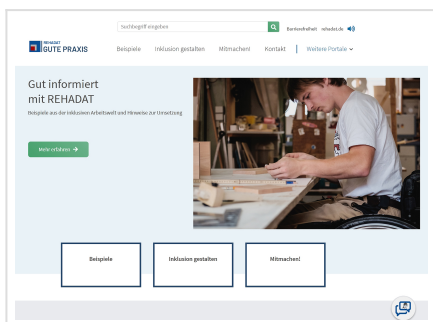 Suchbegriff eingeben
Barrierefreiheit rehadat.de
REHADAT
GUTE PRAXIS
Beispiele Inklusion gestalten Mitmachen! Kontakt | Weitere Portale
Gut informiert
mit REHADAT
Beispiele aus der inklusiven Arbeitswelt und Hinweise zur Umsetzung
Mehr erfahren →
Beispiele Inklusion gestalten Mitmachen!